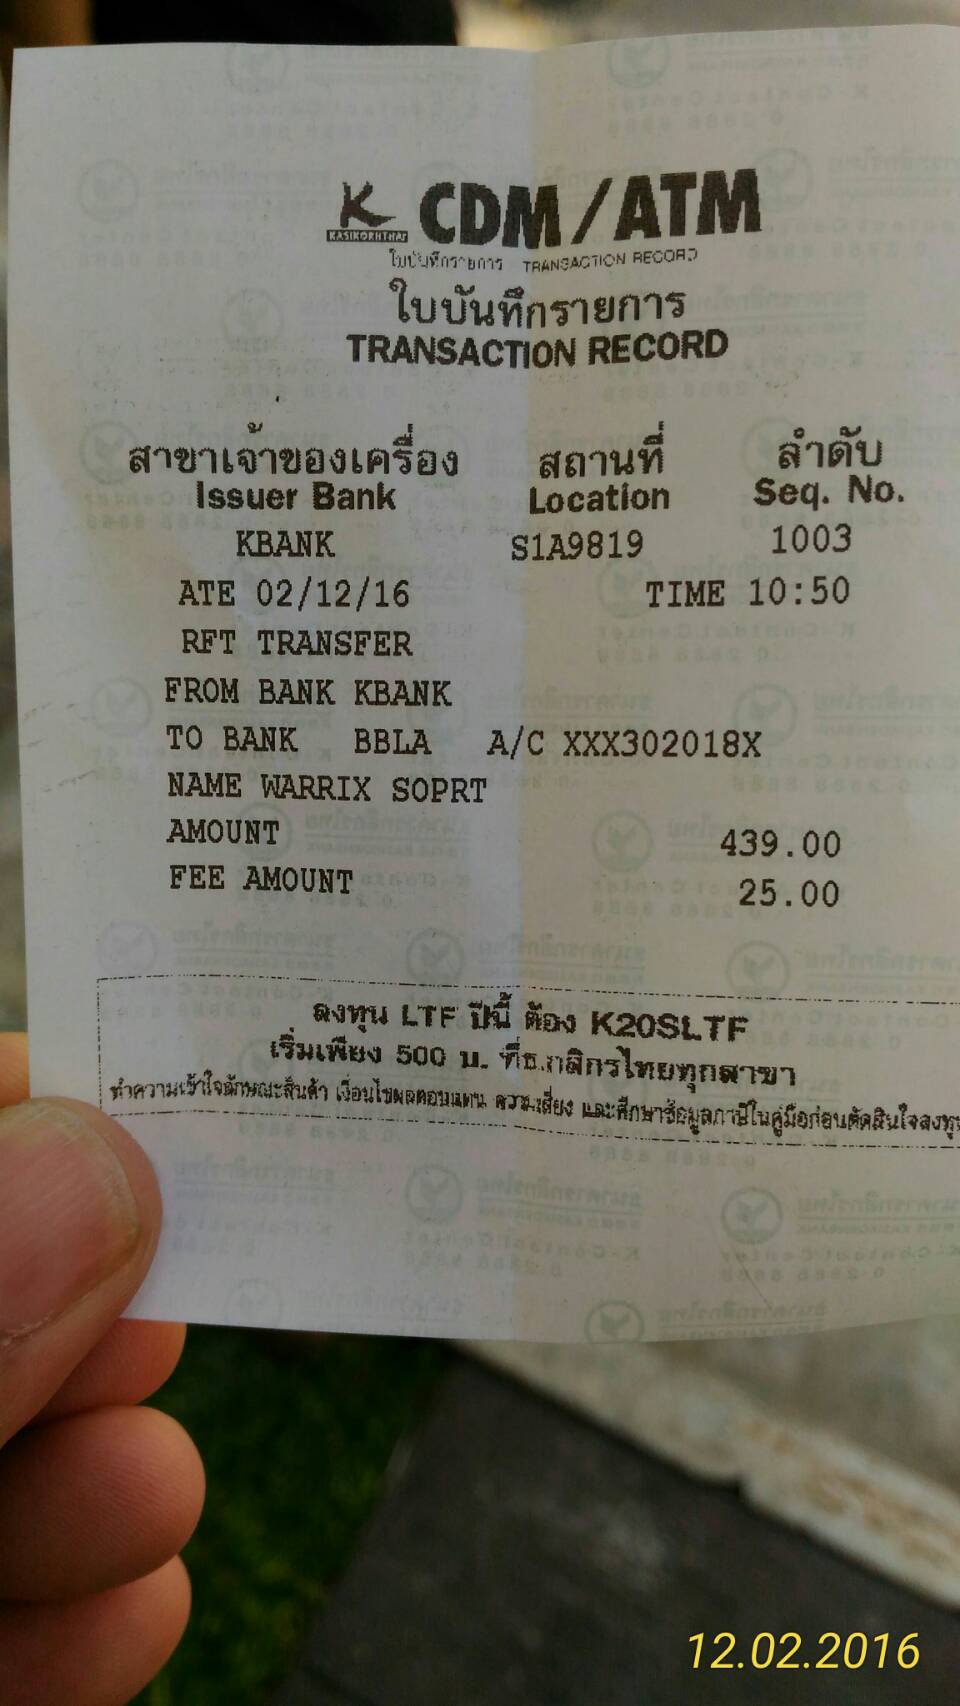 K CDM/ATM
KASIKORNTHAI
ใบบันทึกรายการ TRANSACTION RECORD
ใบบันทึกรายการ
TRANSACTION RECORD
สาขาเจ้าของเครื่อง สถานที่ ลำดับ
Issuer Bank Location Seq. No.
KBANK S1A9819 1003
ATE 02/12/16 TIME 10:50
RFT TRANSFER
FROM BANK KBANK
TO BANK BBLA A/C XXX302018X
NAME WARRIX SOPRT
AMOUNT 439.00
FEE AMOUNT 25.00
ลงทุน LTF ปีนี้ ต้อง K20SLTF
เริ่มเพียง 500 บ. ที่ธ.กสิกรไทยทุกสาขา
ทำความเข้าใจลักษณะสินค้า เงื่อนไขผลตอบแทน ความเสี่ยง และศึกษาข้อมูลภาษีในคู่มือก่อนตัดสินใจลงทุน
12.02.2016